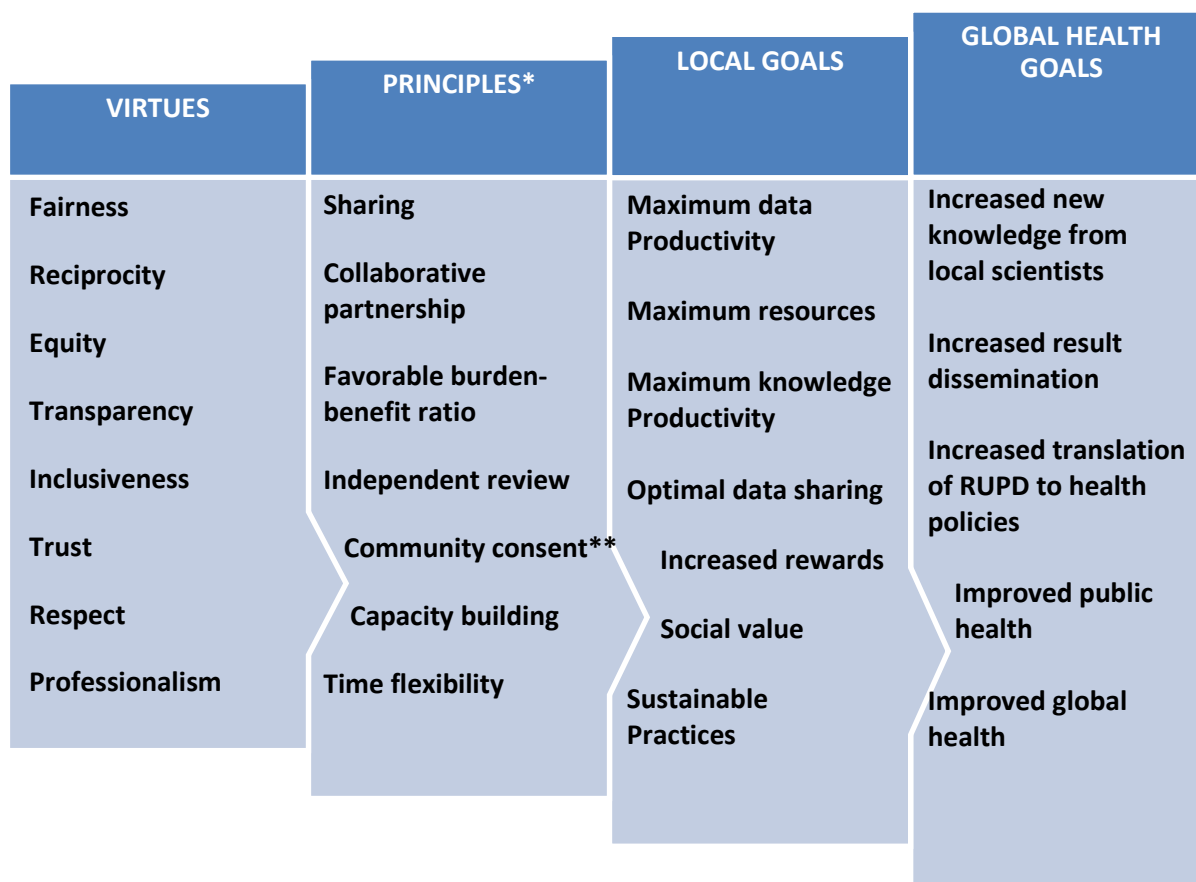 VIRTUES
Fairness
Reciprocity
Equity
Transparency
Inclusiveness
Trust
Respect
Professionalism
PRINCIPLES*
Sharing
Collaborative
partnership
Favorable burden-
benefit ratio
Independent review
Community consent**
Capacity building
Time flexibility
LOCAL GOALS
Maximum data
Productivity
Maximum resources
Maximum knowledge
Productivity
Optimal data sharing
Increased rewards
Social value
Sustainable
Practices
GLOBAL HEALTH
GOALS
Increased new
knowledge from
local scientists
Increased result
dissemination
Increased translation
of RUPD to health
policies
Improved public
health
Improved global
health